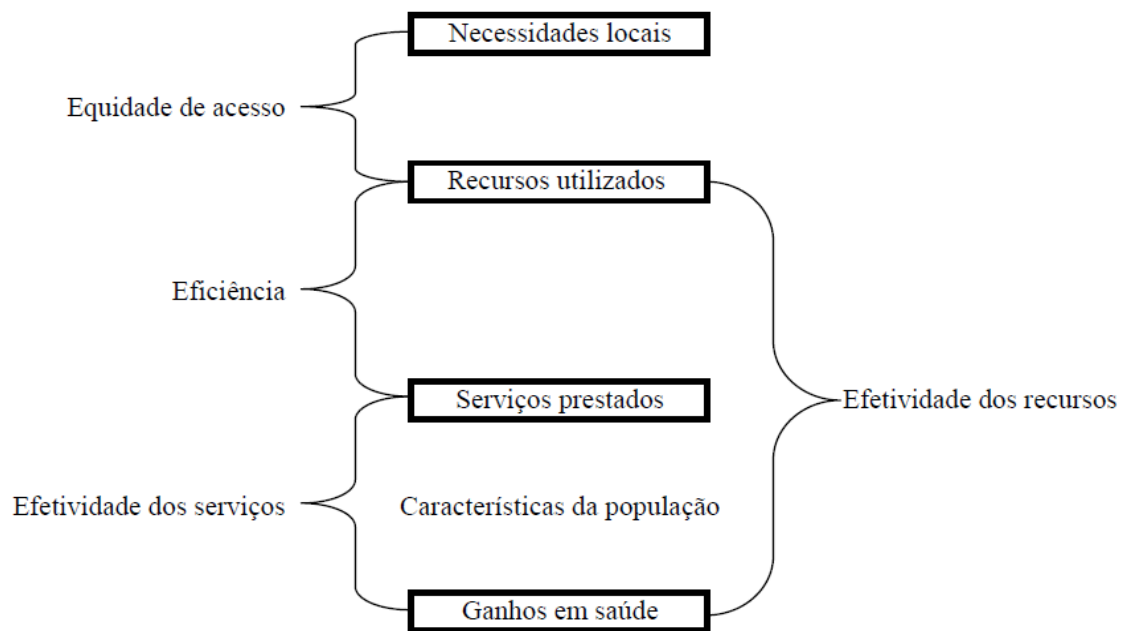 Necessidades locais
Equidade de acesso
Recursos utilizados
Eficiência
Serviços prestados
Efetividade dos recursos
Efetividade dos serviços
Características da população
Ganhos em saúde